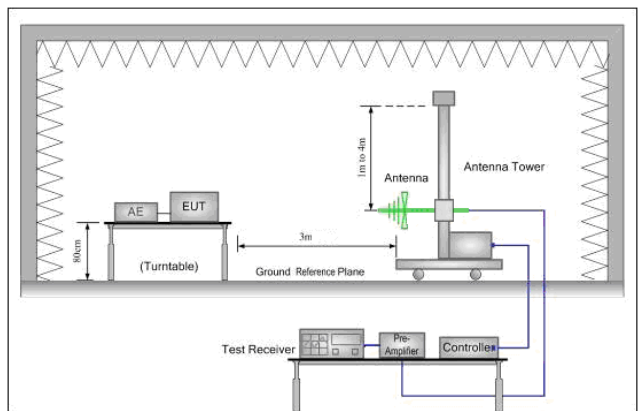 1m to 4m
Antenna
Antenna Tower
AE
EUT
80cm
(Turntable)
3m
Ground Reference Plane
Test Receiver
Pre-
Amplifier
Controller